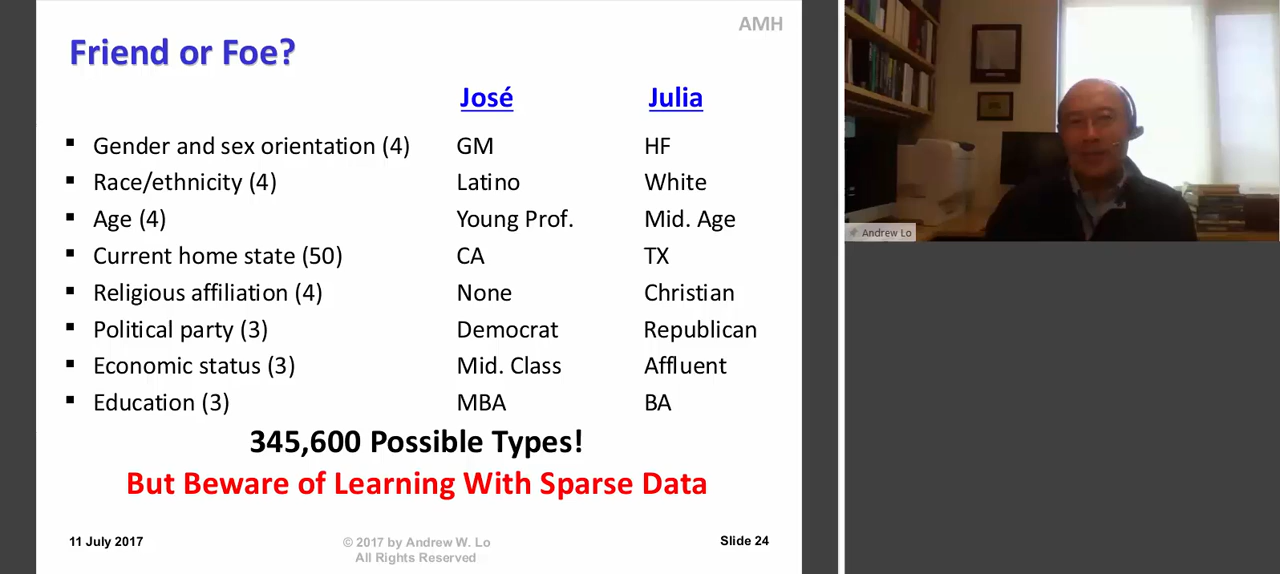 AMH
Friend or Foe?
José Julia
▪ Gender and sex orientation (4) GM HF
▪ Race/ethnicity (4) Latino White
▪ Age (4) Young Prof. Mid. Age
▪ Current home state (50) CA TX
▪ Religious affiliation (4) None Christian
▪ Political party (3) Democrat Republican
▪ Economic status (3) Mid. Class Affluent
▪ Education (3) MBA BA
345,600 Possible Types!
But Beware of Learning With Sparse Data
11 July 2017 © 2017 by Andrew W. Lo Slide 24
All Rights Reserved
Andrew Lo